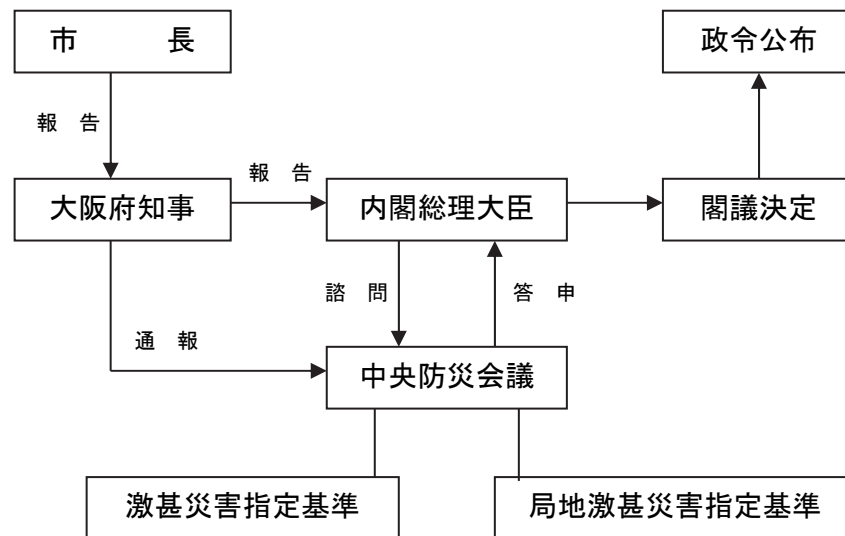 市　　　長
政令公布
報　告
報　告
大阪府知事
内閣総理大臣
閣議決定
諮　問
答　申
通　報
中央防災会議
激甚災害指定基準
局地激甚災害指定基準